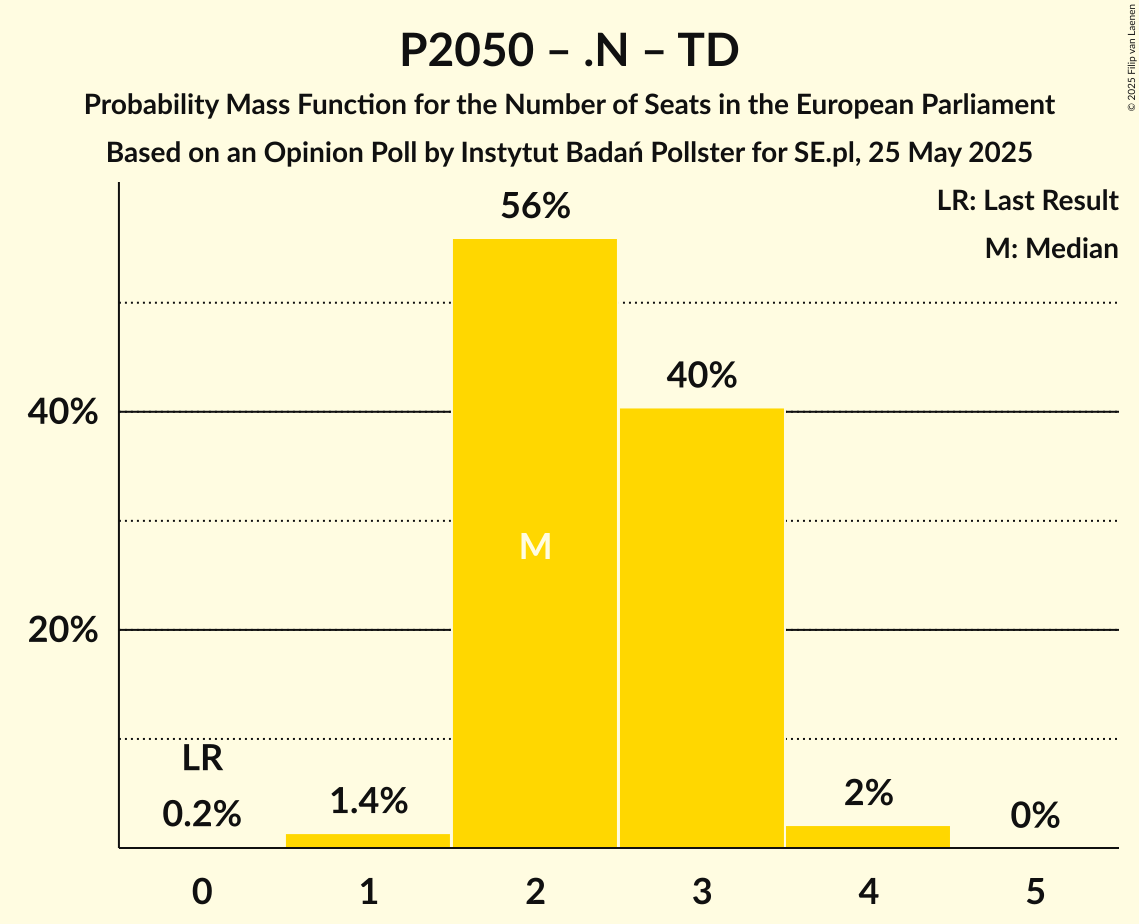 P2050 – .N – TD
Probability Mass Function for the Number of Seats in the European Parliament
Based on an Opinion Poll by Instytut Badań Pollster for SE.pl, 25 May 2025
© 2025 Filip van Laenen
LR: Last Result
M: Median
56%
40%
40%
M
20%
LR
0.2%
1.4%
2%
0%
0 1 2 3 4 5